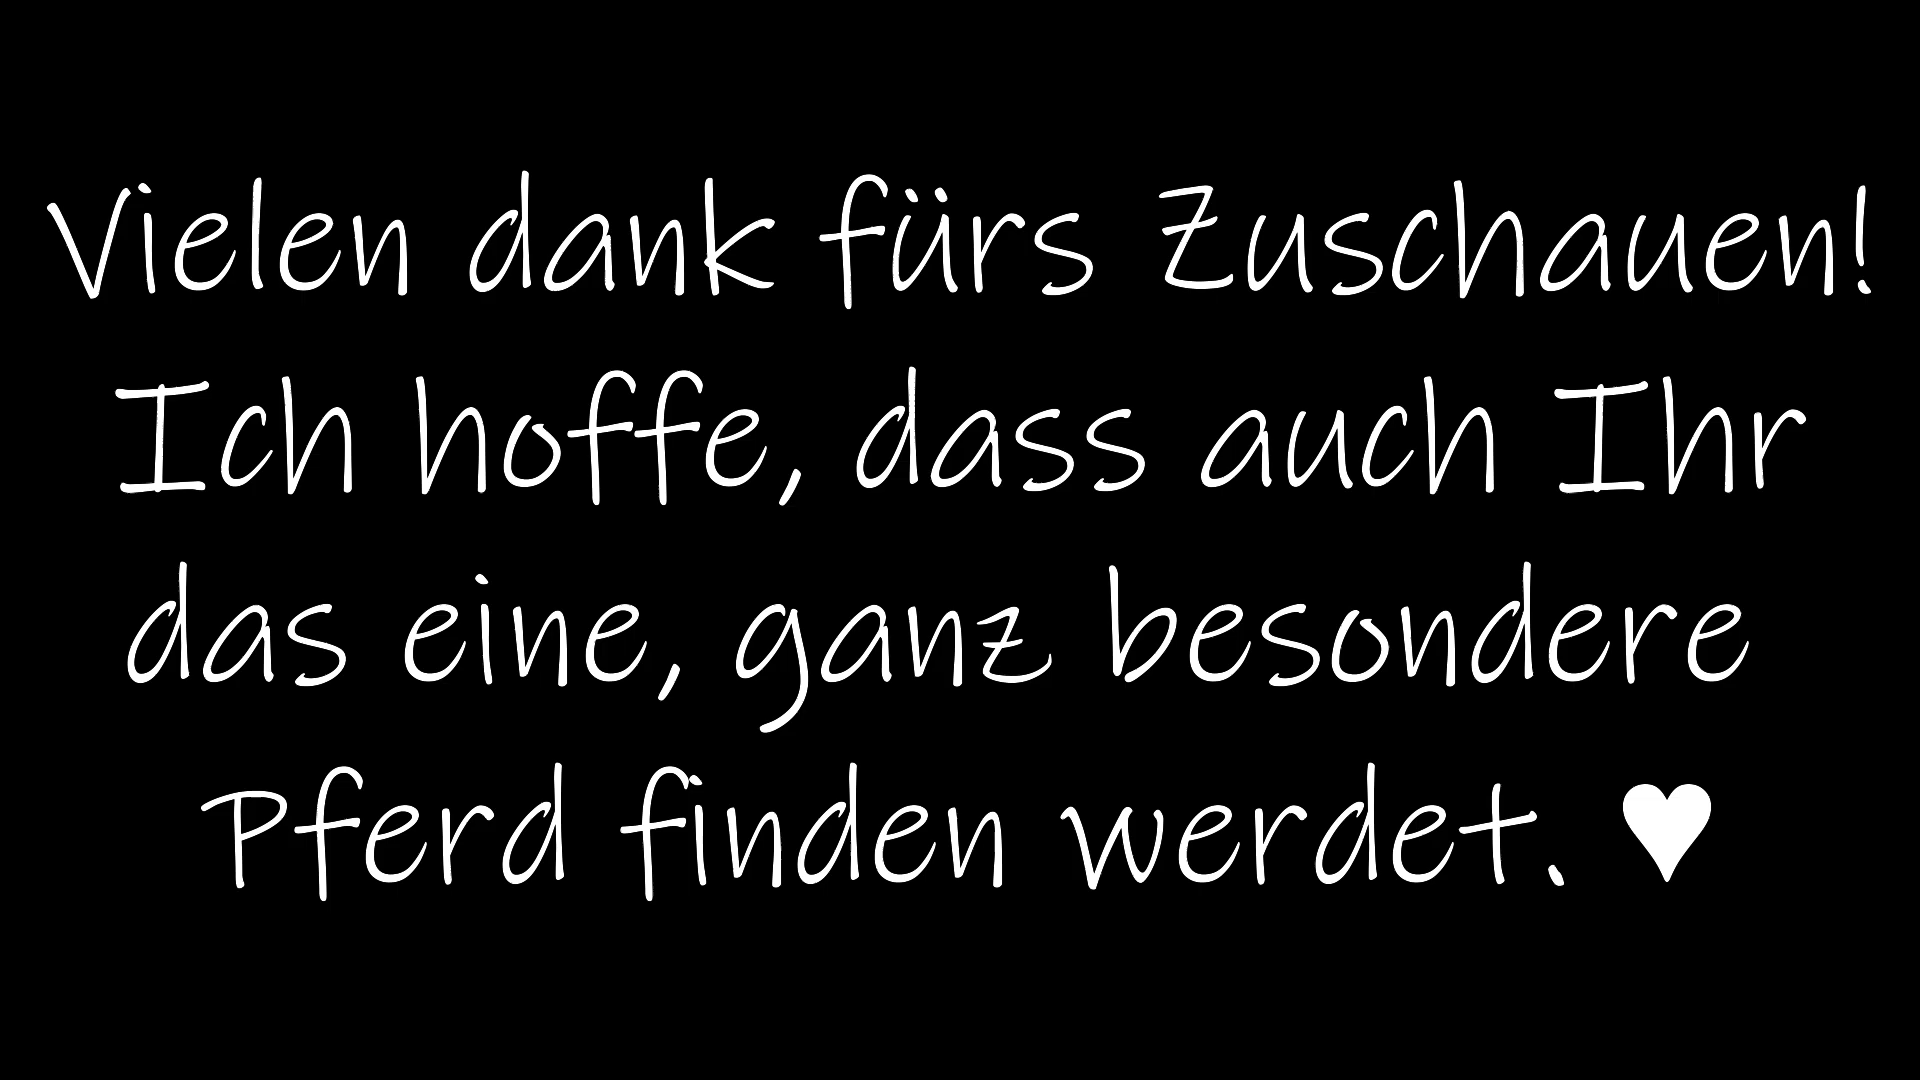 Vielen dank fürs Zuschauen!
Ich hoffe, dass auch Ihr
das eine, ganz besondere
Pferd finden werdet. ♥